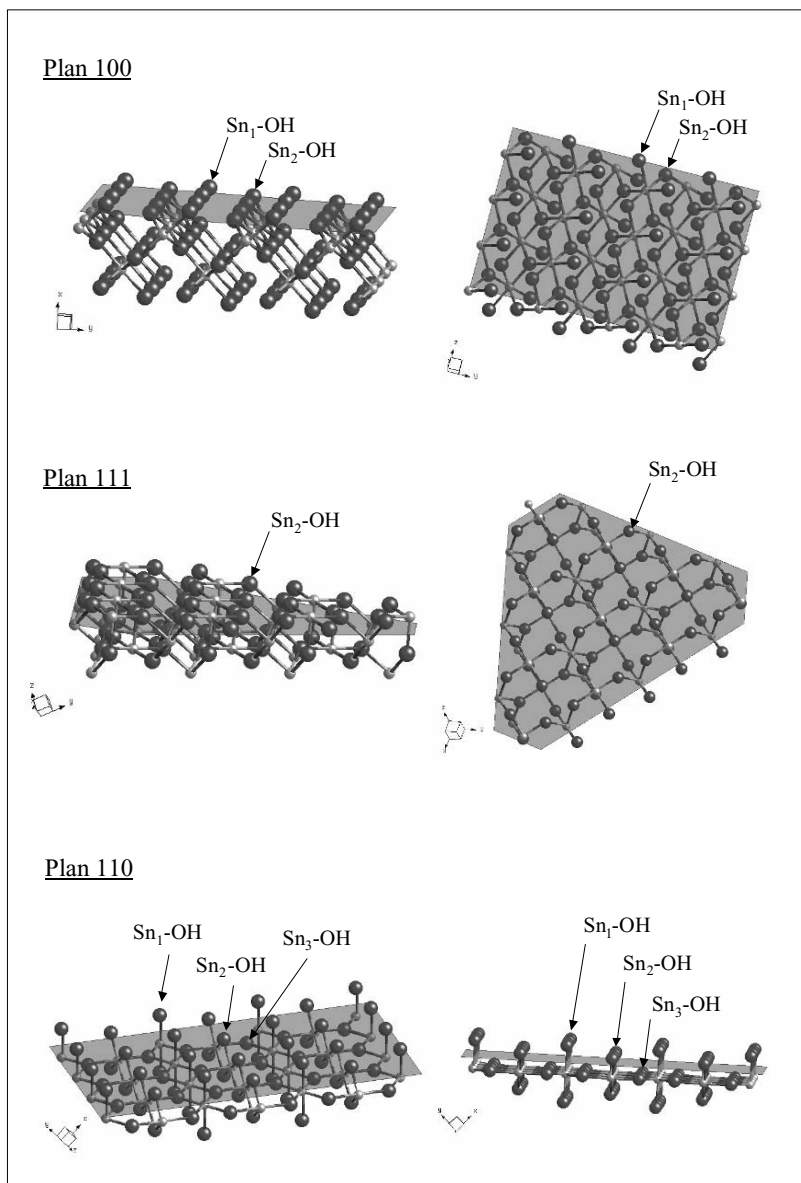 Plan 100
Sn₁-OH
Sn₂-OH
Sn₁-OH
Sn₂-OH
x
y
z
y
Plan 111
Sn₂-OH
Sn₂-OH
z
y
Plan 110
Sn₁-OH
Sn₂-OH
Sn₃-OH
Sn₁-OH
Sn₂-OH
Sn₃-OH
y
x
z
y
x